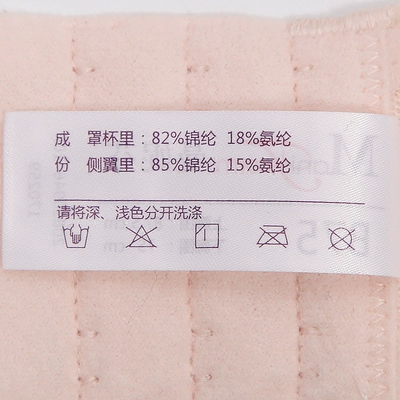 成 罩杯里：82%锦纶 18%氨纶
份 侧翼里：85%锦纶 15%氨纶
请将深、浅色分开洗涤